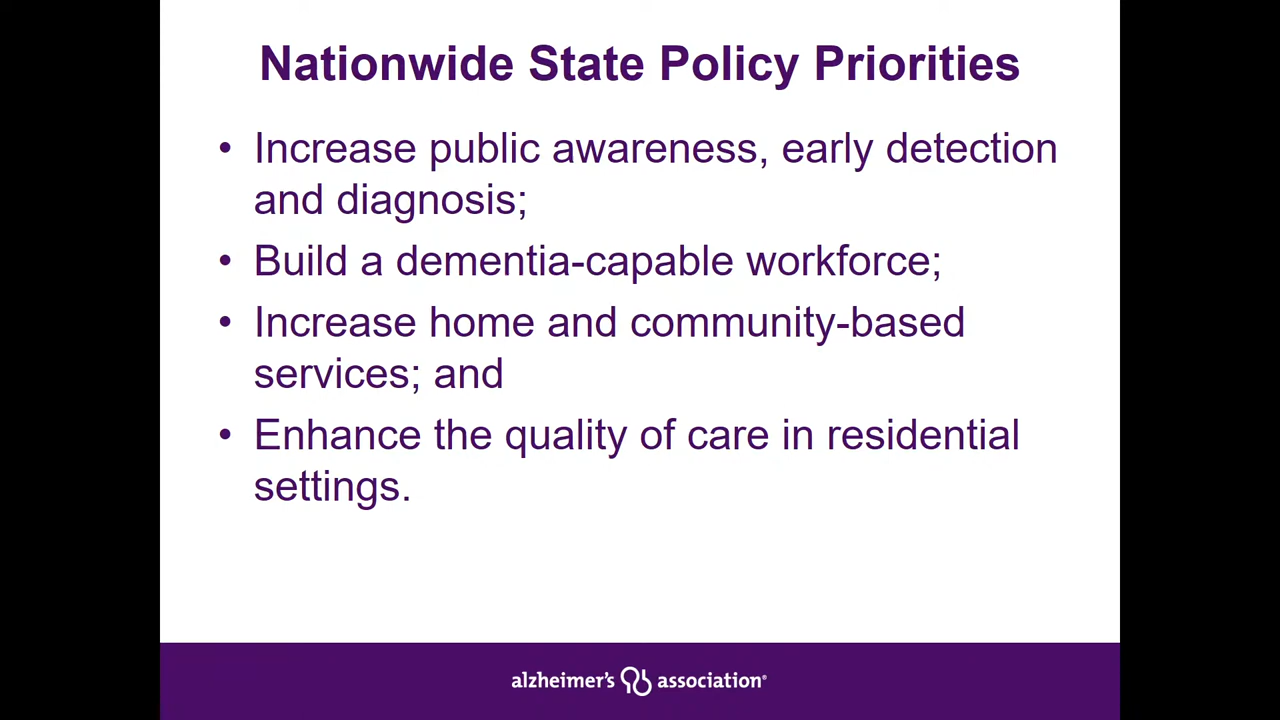 Nationwide State Policy Priorities
• Increase public awareness, early detection
and diagnosis;
• Build a dementia-capable workforce;
• Increase home and community-based
services; and
• Enhance the quality of care in residential
settings.
alzheimer's association®